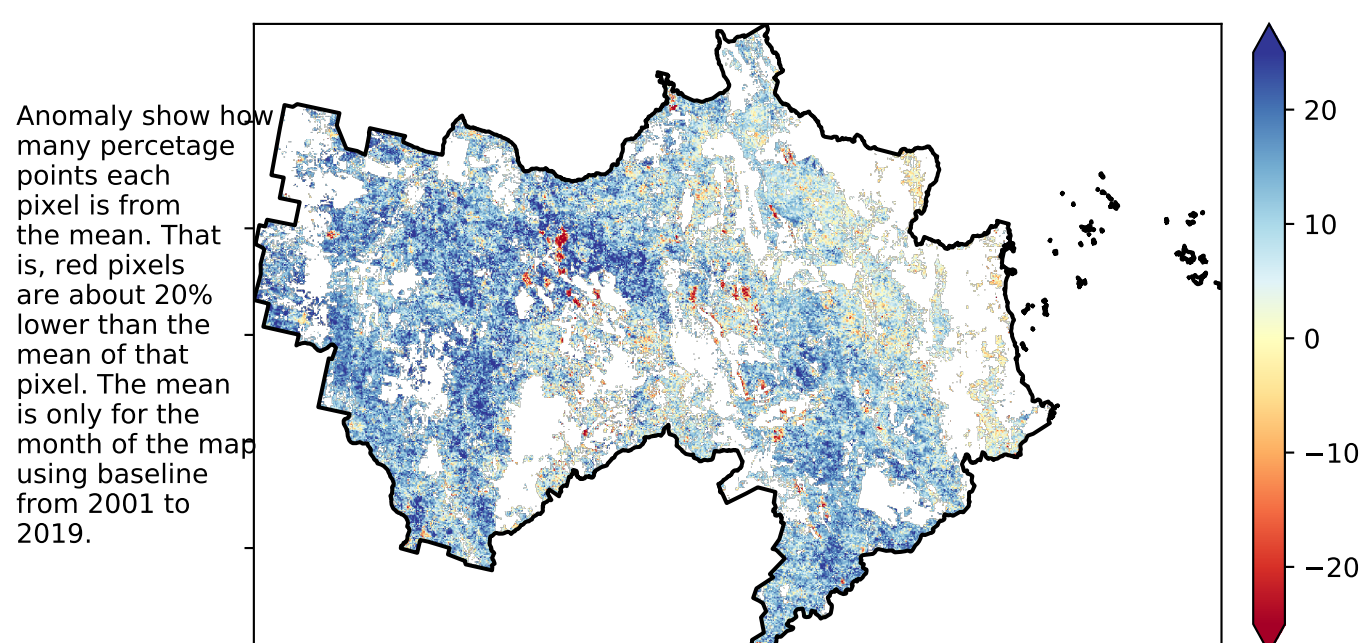 Anomaly show how
many percetage
points each
pixel is from
the mean. That
is, red pixels
are about 20%
lower than the
mean of that
pixel. The mean
is only for the
month of the map
using baseline
from 2001 to
2019.
20
10
0
−10
−20